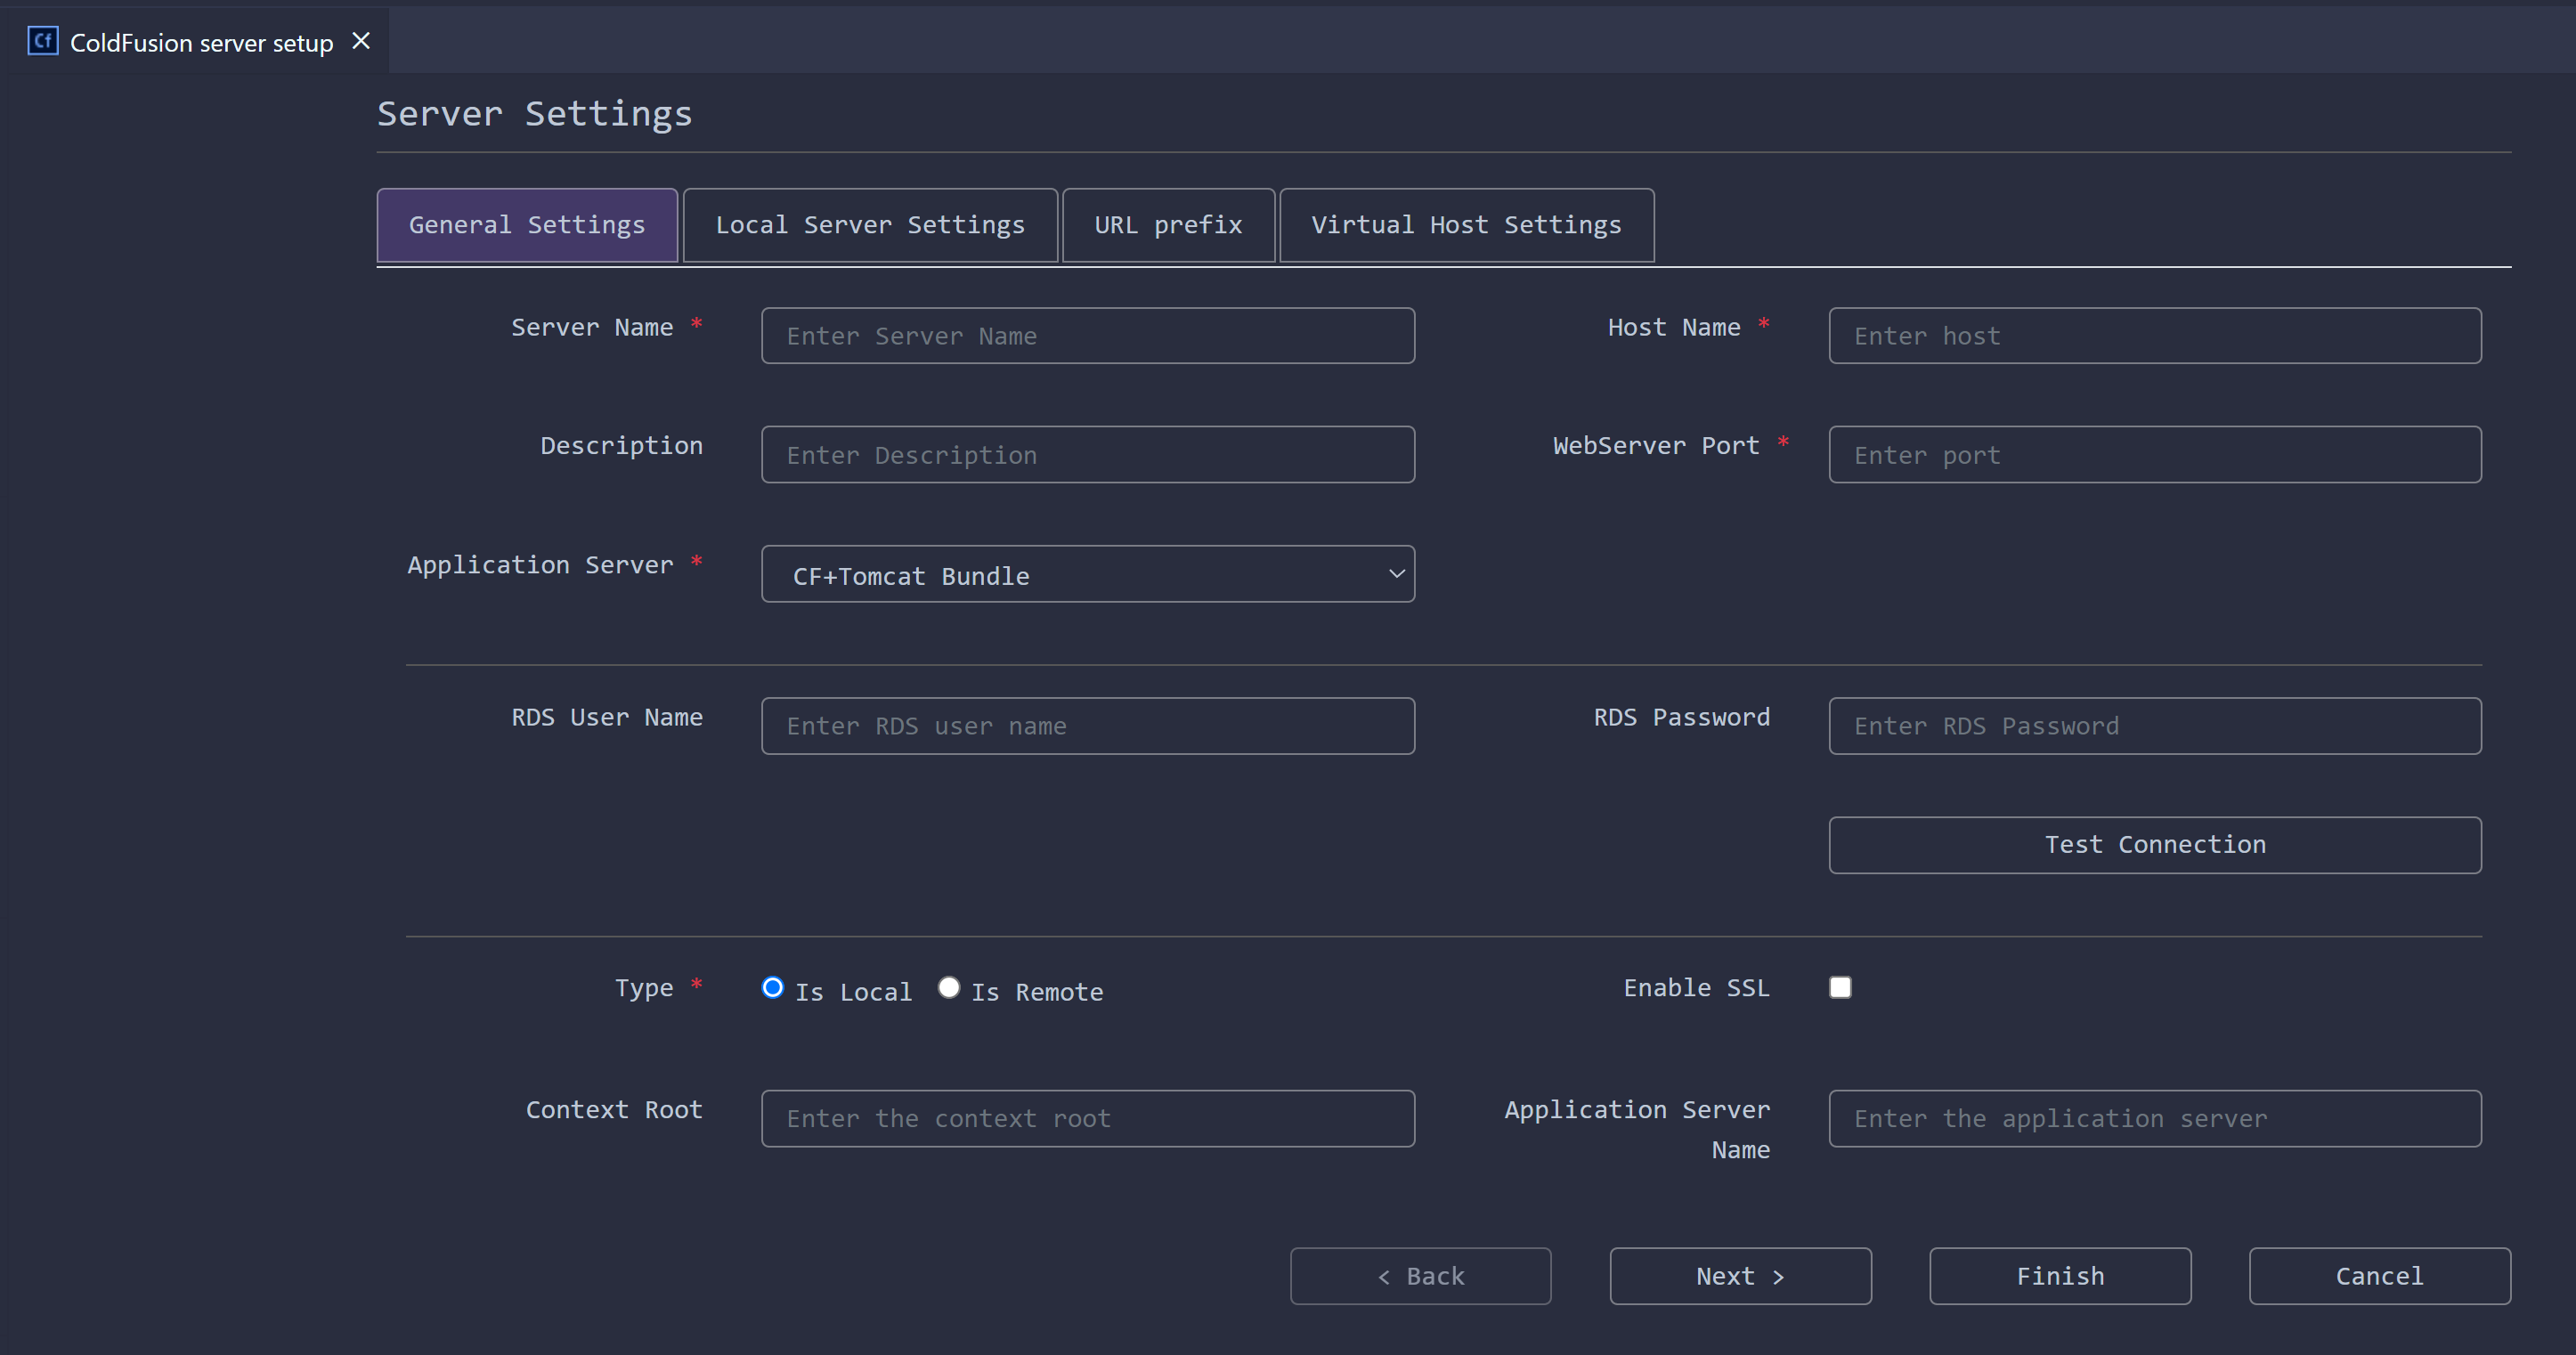 Cf ColdFusion server setup
Server Settings
General Settings Local Server Settings URL prefix Virtual Host Settings
Server Name * Enter Server Name Host Name * Enter host
Description Enter Description WebServer Port * Enter port
Application Server * CF+Tomcat Bundle
RDS User Name Enter RDS user name RDS Password Enter RDS Password
Test Connection
Type * Is Local Is Remote Enable SSL
Context Root Enter the context root Application Server Enter the application server
Name
< Back Next > Finish Cancel